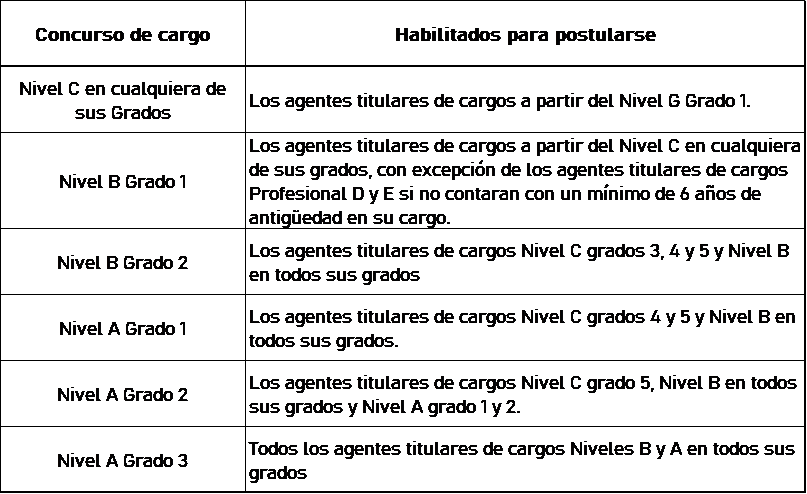 Concurso de cargo
Habilitados para postularse
Nivel C en cualquiera de
sus Grados
Los agentes titulares de cargos a partir del Nivel G Grado 1.
Nivel B Grado 1
Los agentes titulares de cargos a partir del Nivel C en cualquiera
de sus grados, con excepción de los agentes titulares de cargos
Profesional D y E si no contaran con un mínimo de 6 años de
antigüedad en su cargo.
Nivel B Grado 2
Los agentes titulares de cargos Nivel C grados 3, 4 y 5 y Nivel B
en todos sus grados
Nivel A Grado 1
Los agentes titulares de cargos Nivel C grados 4 y 5 y Nivel B en
todos sus grados.
Nivel A Grado 2
Los agentes titulares de cargos Nivel C grado 5, Nivel B en todos
sus grados y Nivel A grado 1 y 2.
Nivel A Grado 3
Todos los agentes titulares de cargos Niveles B y A en todos sus
grados